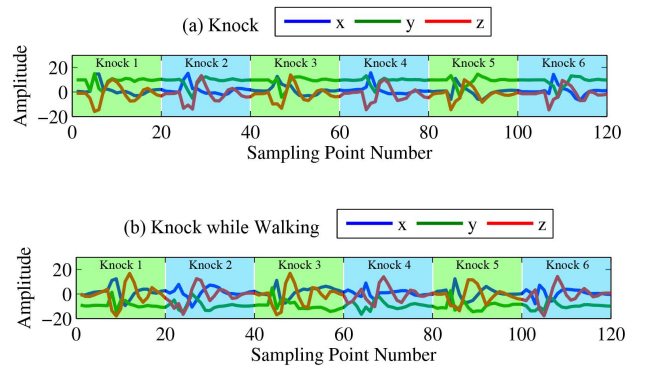 (a) Knock x y z
Amplitude
20
0
−20
Knock 1 Knock 2 Knock 3 Knock 4 Knock 5 Knock 6
0 20 40 60 80 100 120
Sampling Point Number
(b) Knock while Walking x y z
Amplitude
20
0
−20
Knock 1 Knock 2 Knock 3 Knock 4 Knock 5 Knock 6
0 20 40 60 80 100 120
Sampling Point Number